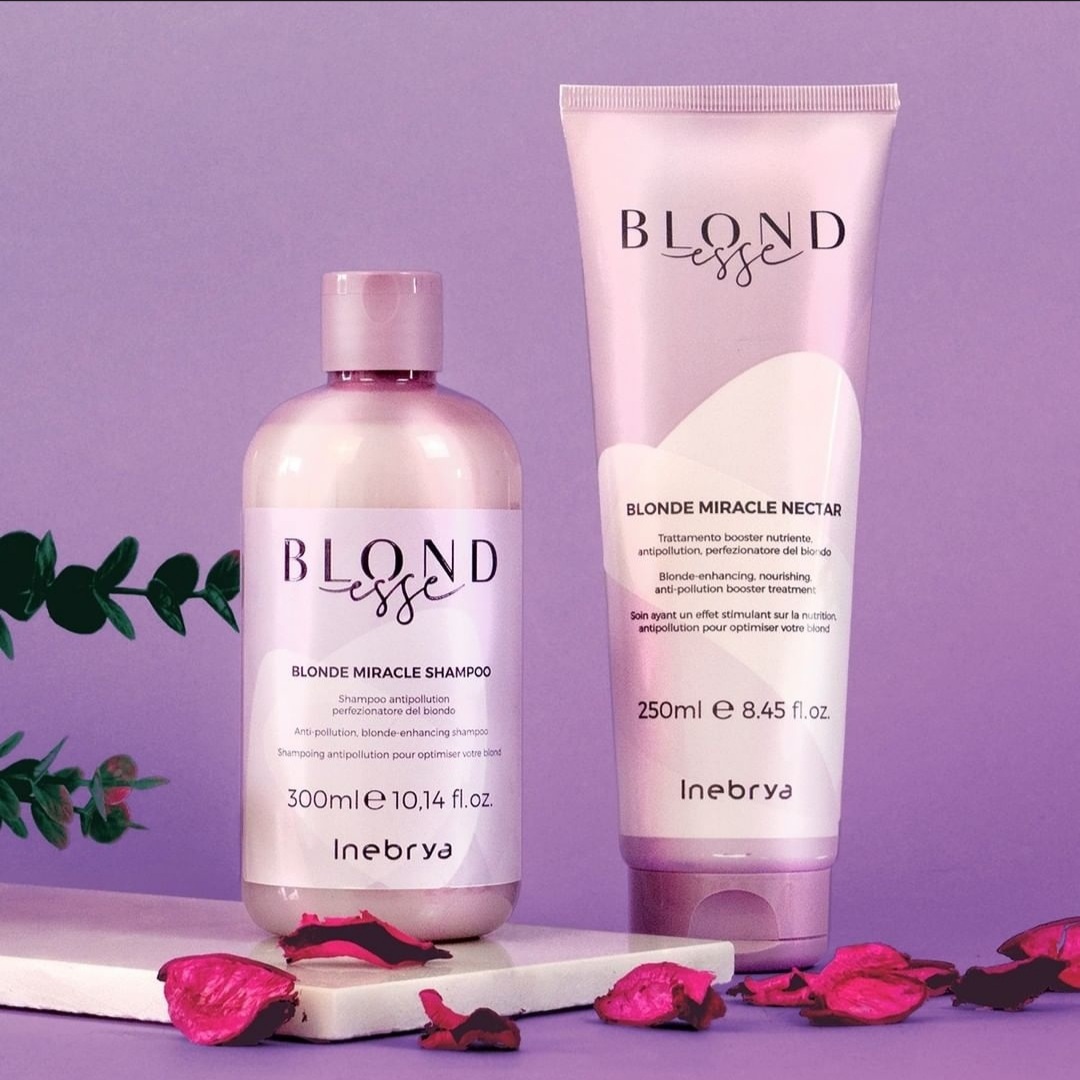 BLOND
esse
BLONDE MIRACLE SHAMPOO
Shampoo antipollution
perfezionatore del biondo
Anti-pollution, blonde-enhancing shampoo
Shampoing antipollution pour optimiser votre blond
300ml e 10,14 fl.oz.
Inebrya
BLOND
esse
BLONDE MIRACLE NECTAR
Trattamento booster nutriente,
antipollution, perfezionatore del biondo
Blonde-enhancing, nourishing,
anti-pollution booster treatment
Soin ayant un effet stimulant sur la nutrition,
antipollution pour optimiser votre blond
250ml e 8.45 fl.oz.
Inebrya